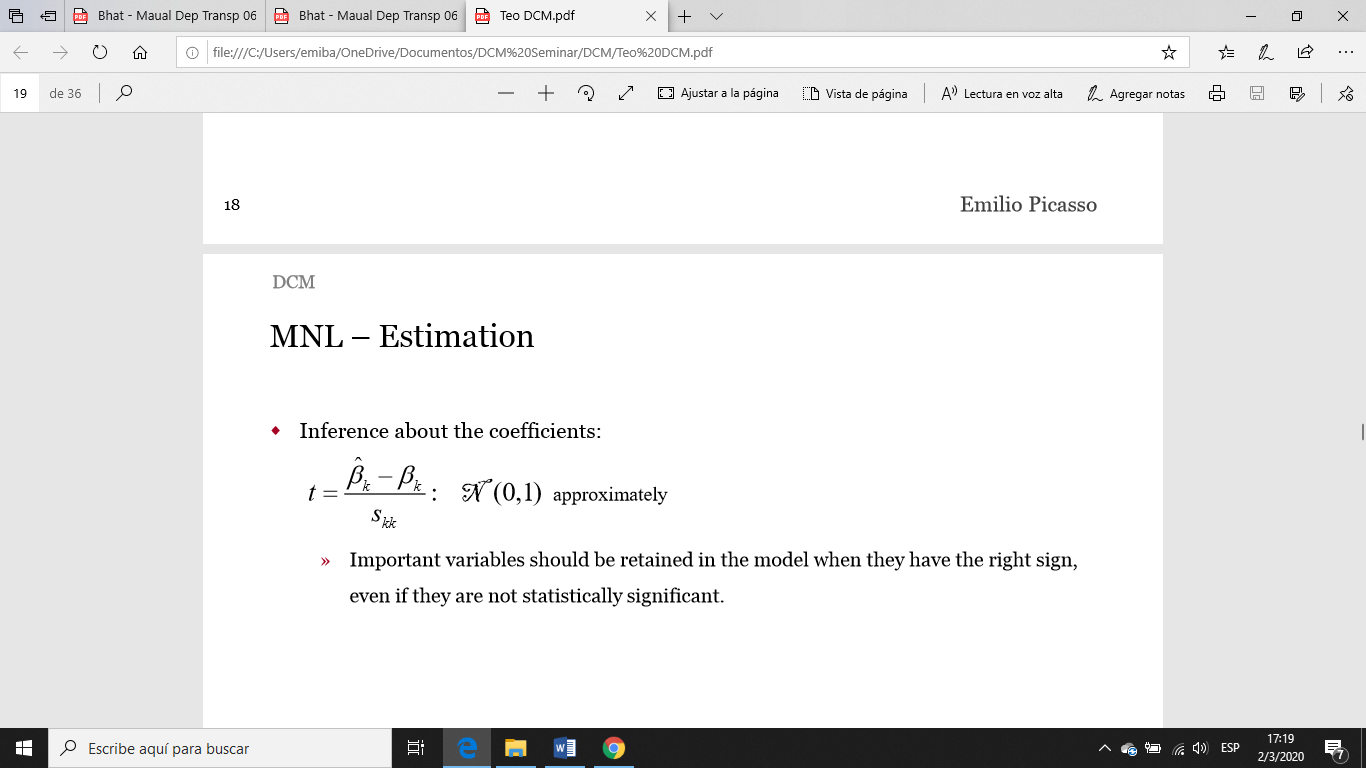 Bhat - Maual Dep Transp 06
Bhat - Maual Dep Transp 06
Teo DCM.pdf
file:///C:/Users/emiba/OneDrive/Documentos/DCM%20Seminar/DCM/Teo%20DCM.pdf
19 de 36
Ajustar a la página
Vista de página
Lectura en voz alta
Agregar notas
18
Emilio Picasso
DCM
MNL – Estimation
Inference about the coefficients:
t = (β̂k − βk) / skk : 𝒩 (0,1) approximately
» Important variables should be retained in the model when they have the right sign,
even if they are not statistically significant.
Escribe aquí para buscar
ESP
17:19
2/3/2020
7